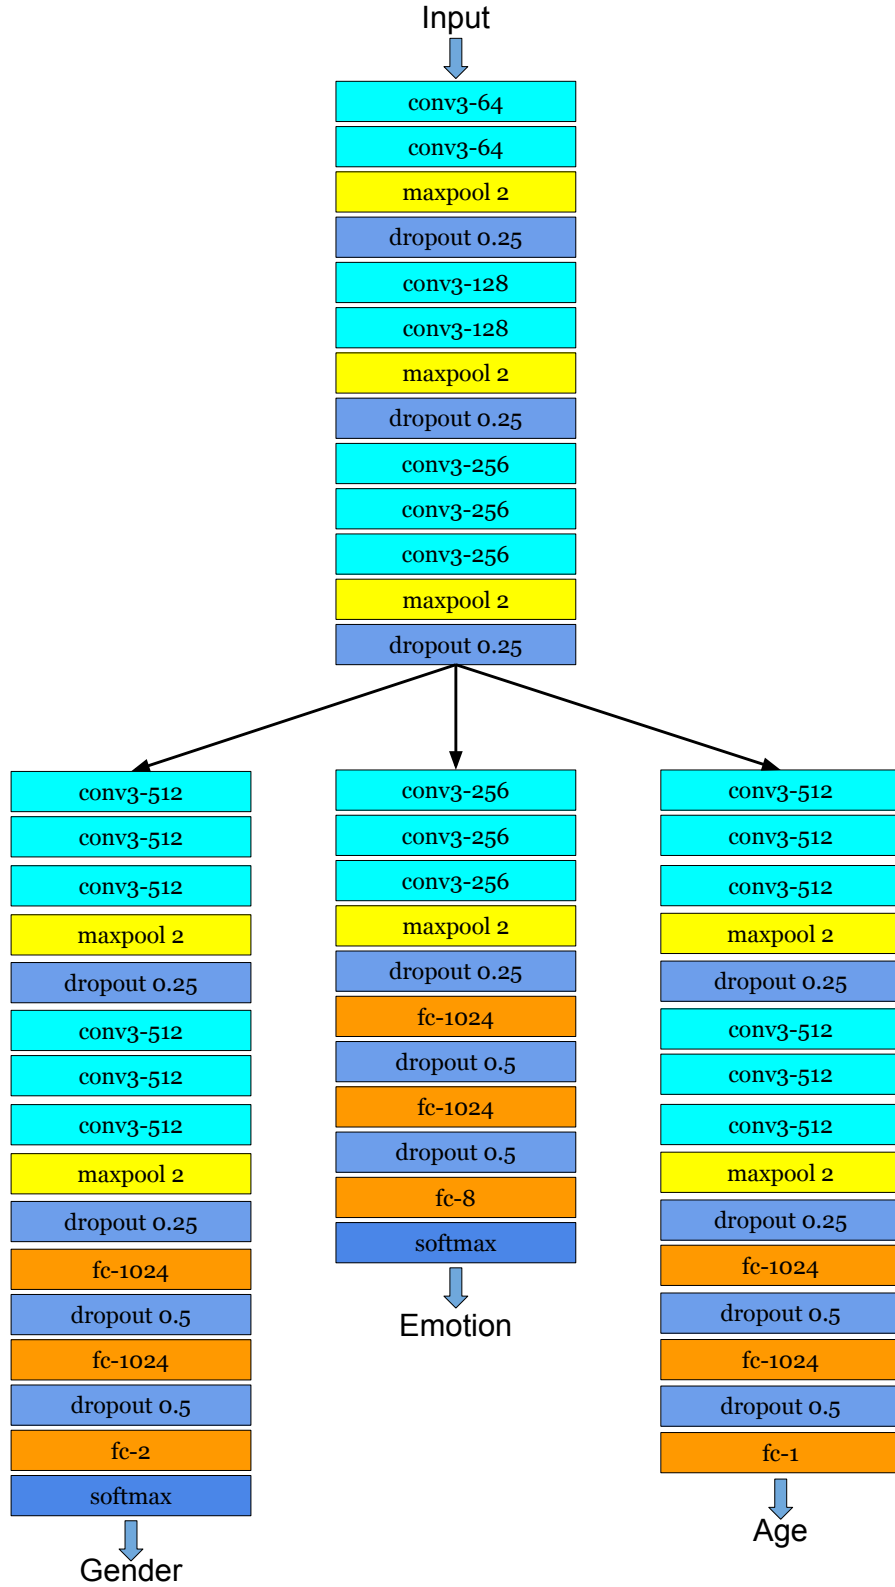 Input
conv3-64
conv3-64
maxpool 2
dropout 0.25
conv3-128
conv3-128
maxpool 2
dropout 0.25
conv3-256
conv3-256
conv3-256
maxpool 2
dropout 0.25
conv3-512
conv3-512
conv3-512
maxpool 2
dropout 0.25
conv3-512
conv3-512
conv3-512
maxpool 2
dropout 0.25
fc-1024
dropout 0.5
fc-1024
dropout 0.5
fc-2
softmax
Gender
conv3-256
conv3-256
conv3-256
maxpool 2
dropout 0.25
fc-1024
dropout 0.5
fc-1024
dropout 0.5
fc-8
softmax
Emotion
conv3-512
conv3-512
conv3-512
maxpool 2
dropout 0.25
conv3-512
conv3-512
conv3-512
maxpool 2
dropout 0.25
fc-1024
dropout 0.5
fc-1024
dropout 0.5
fc-1
Age